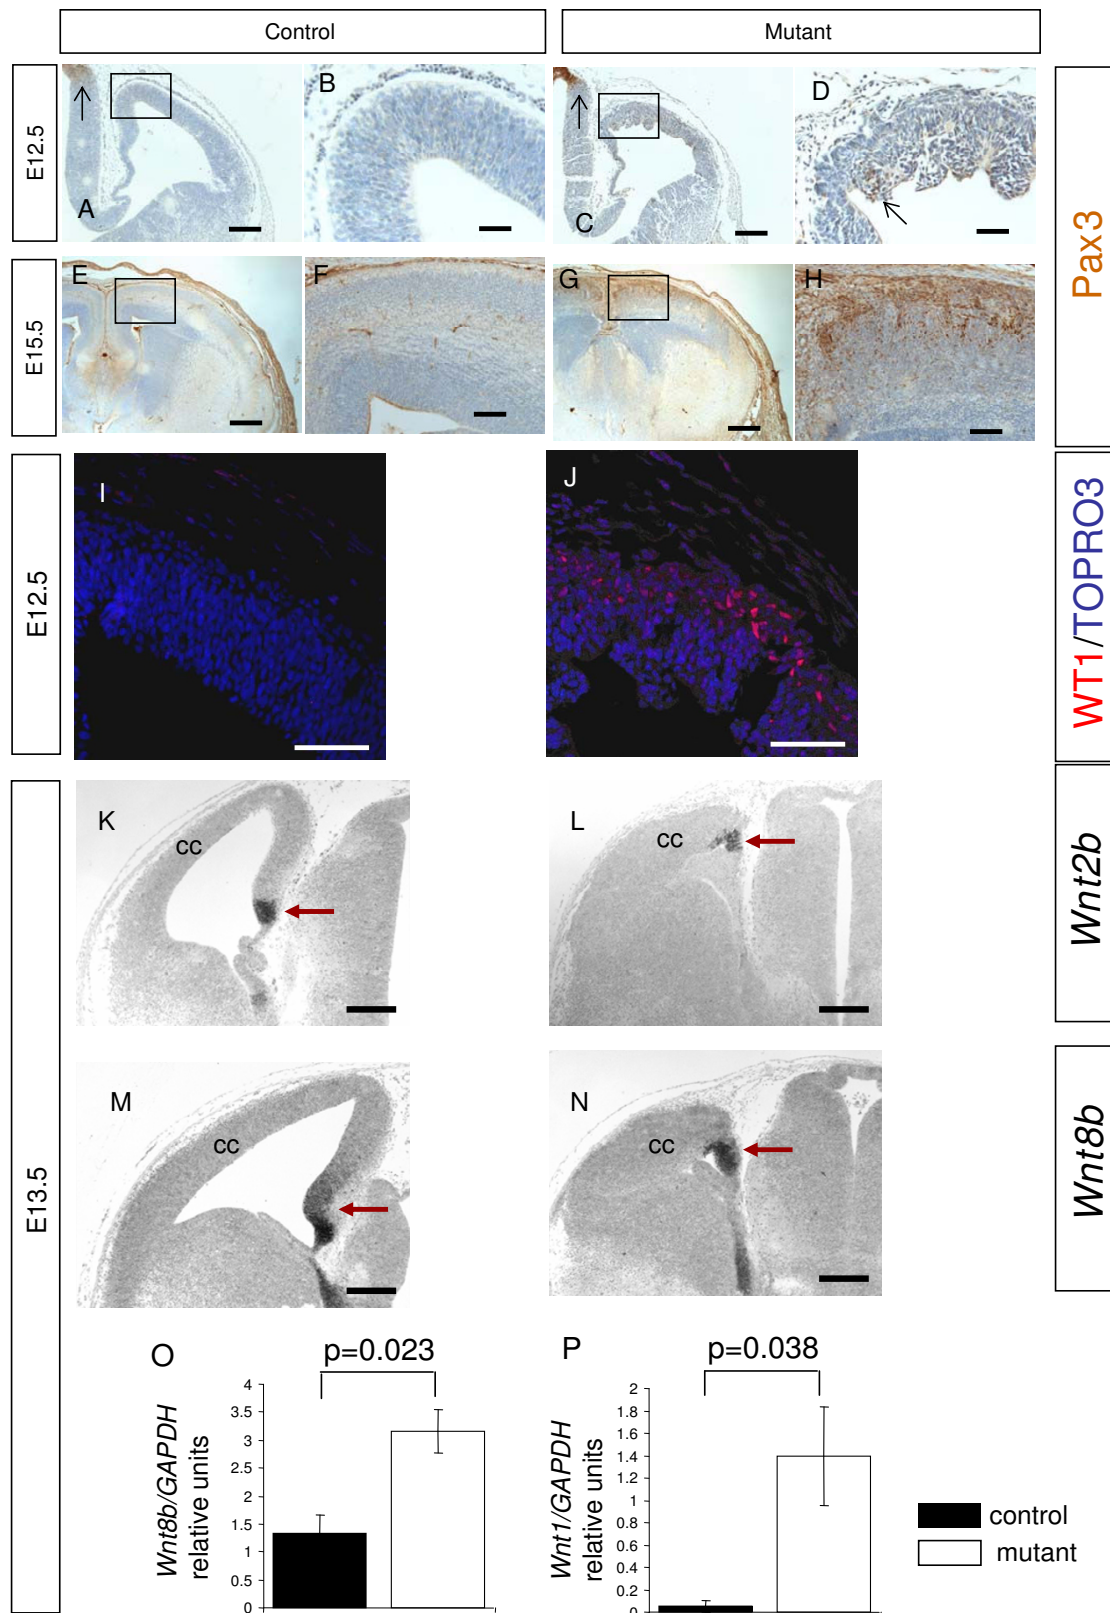 Control
Mutant
E12.5
A
B
C
D
Pax3
E15.5
E
F
G
H
E12.5
I
J
WT1/TOPRO3
E13.5
K
cc
L
cc
Wnt2b
M
cc
N
cc
Wnt8b
O
p=0.023
Wnt8b/GAPDH
relative units
4
3.5
3
2.5
2
1.5
1
0.5
0
P
p=0.038
Wnt1/GAPDH
relative units
2
1.8
1.6
1.4
1.2
1
0.8
0.6
0.4
0.2
0
control
mutant